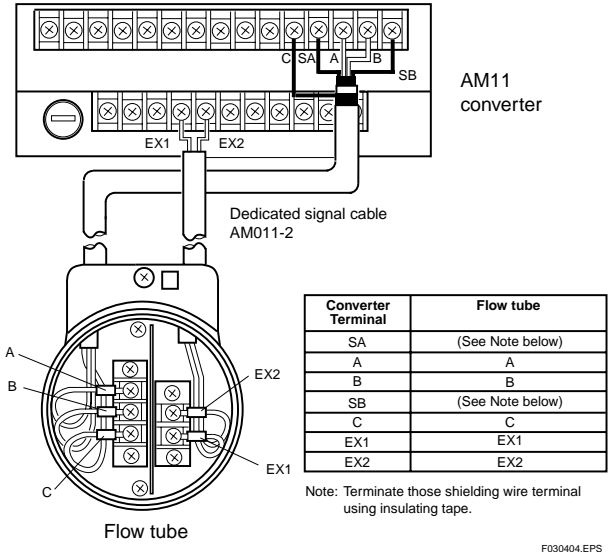 C SA A B
SB
AM11
converter
EX1 EX2
Dedicated signal cable
AM011-2
A
B
C
EX2
EX1
Flow tube
Converter Terminal Flow tube
SA (See Note below)
A A
B B
SB (See Note below)
C C
EX1 EX1
EX2 EX2
Note: Terminate those shielding wire terminal
using insulating tape.
F030404.EPS